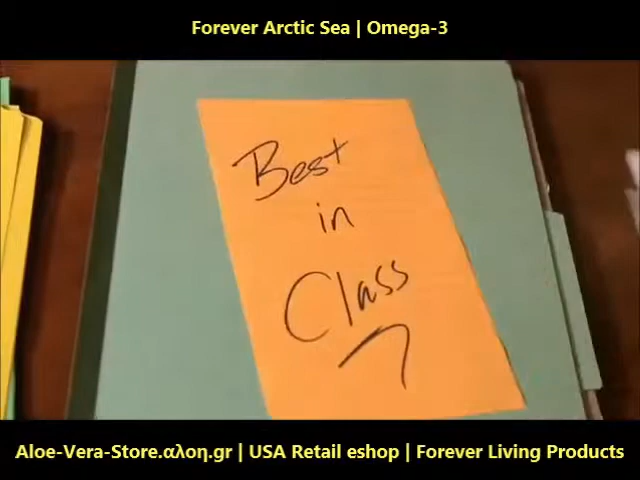 Forever Arctic Sea | Omega-3
Best
in
Class
Aloe-Vera-Store.αλοη.gr | USA Retail eshop | Forever Living Products